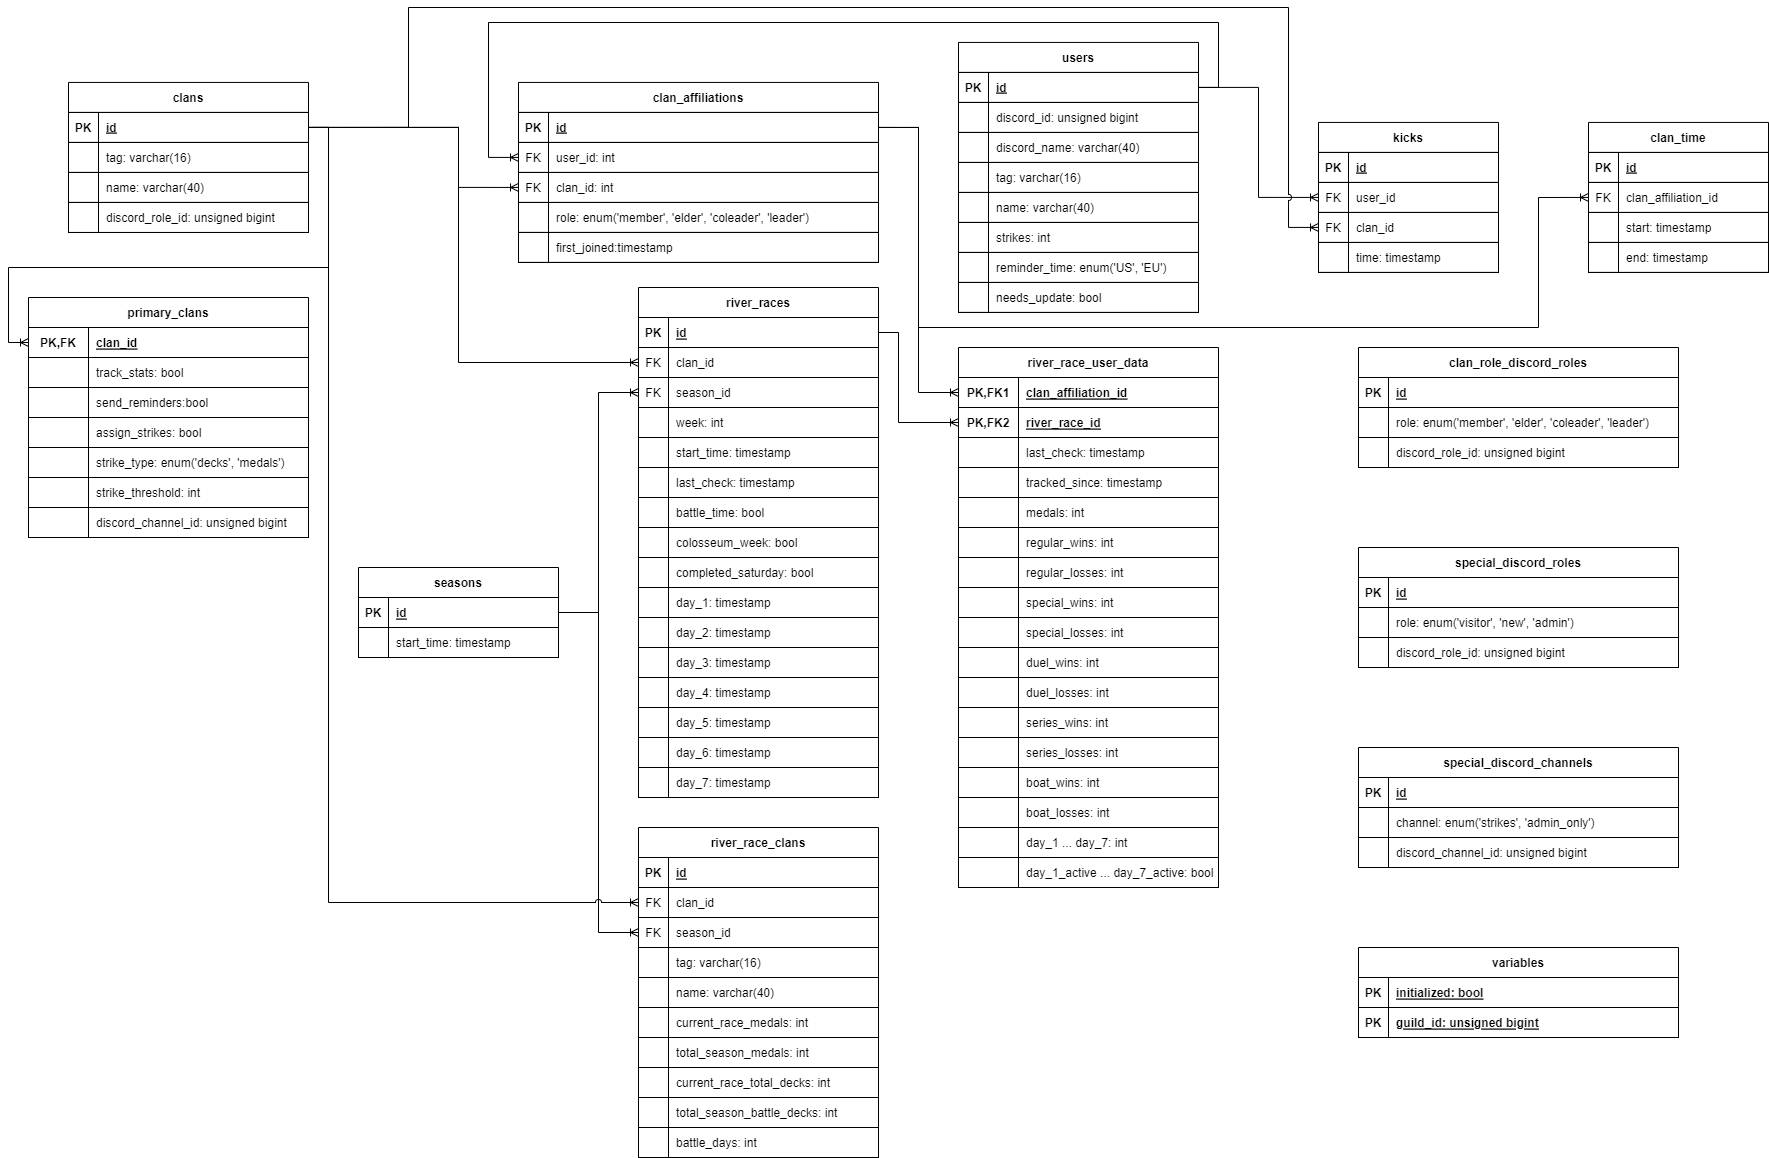 clans
PK id
tag: varchar(16)
name: varchar(40)
discord_role_id: unsigned bigint
clan_affiliations
PK id
FK user_id: int
FK clan_id: int
role: enum('member', 'elder', 'coleader', 'leader')
first_joined:timestamp
users
PK id
discord_id: unsigned bigint
discord_name: varchar(40)
tag: varchar(16)
name: varchar(40)
strikes: int
reminder_time: enum('US', 'EU')
needs_update: bool
kicks
PK id
FK user_id
FK clan_id
time: timestamp
clan_time
PK id
FK clan_affiliation_id
start: timestamp
end: timestamp
primary_clans
PK,FK clan_id
track_stats: bool
send_reminders:bool
assign_strikes: bool
strike_type: enum('decks', 'medals')
strike_threshold: int
discord_channel_id: unsigned bigint
river_races
PK id
FK clan_id
FK season_id
week: int
start_time: timestamp
last_check: timestamp
battle_time: bool
colosseum_week: bool
completed_saturday: bool
day_1: timestamp
day_2: timestamp
day_3: timestamp
day_4: timestamp
day_5: timestamp
day_6: timestamp
day_7: timestamp
seasons
PK id
start_time: timestamp
river_race_user_data
PK,FK1 clan_affiliation_id
PK,FK2 river_race_id
last_check: timestamp
tracked_since: timestamp
medals: int
regular_wins: int
regular_losses: int
special_wins: int
special_losses: int
duel_wins: int
duel_losses: int
series_wins: int
series_losses: int
boat_wins: int
boat_losses: int
day_1 ... day_7: int
day_1_active ... day_7_active: bool
clan_role_discord_roles
PK id
role: enum('member', 'elder', 'coleader', 'leader')
discord_role_id: unsigned bigint
special_discord_roles
PK id
role: enum('visitor', 'new', 'admin')
discord_role_id: unsigned bigint
special_discord_channels
PK id
channel: enum('strikes', 'admin_only')
discord_channel_id: unsigned bigint
river_race_clans
PK id
FK clan_id
FK season_id
tag: varchar(16)
name: varchar(40)
current_race_medals: int
total_season_medals: int
current_race_total_decks: int
total_season_battle_decks: int
battle_days: int
variables
PK initialized: bool
PK guild_id: unsigned bigint